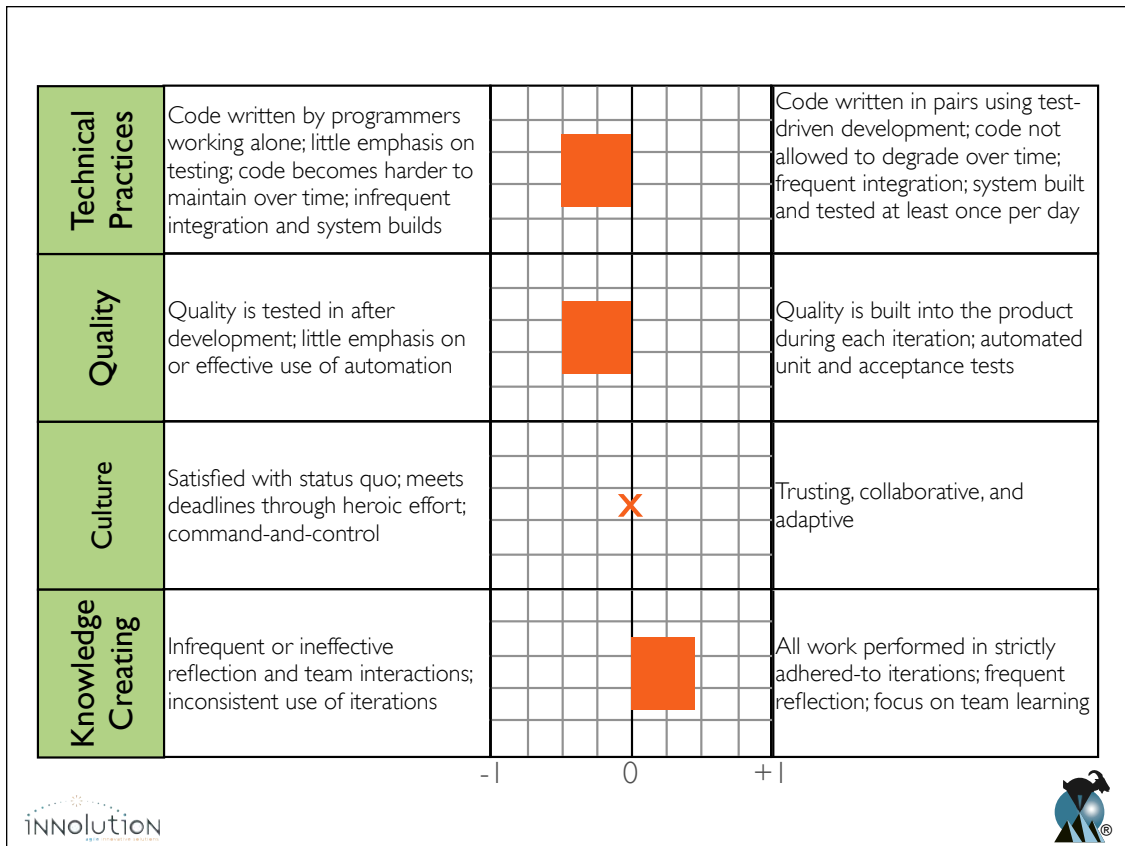 Technical
Practices
Code written by programmers
working alone; little emphasis on
testing; code becomes harder to
maintain over time; infrequent
integration and system builds
Code written in pairs using test-
driven development; code not
allowed to degrade over time;
frequent integration; system built
and tested at least once per day
Quality
Quality is tested in after
development; little emphasis on
or effective use of automation
Quality is built into the product
during each iteration; automated
unit and acceptance tests
Culture
Satisfied with status quo; meets
deadlines through heroic effort;
command-and-control
x
Trusting, collaborative, and
adaptive
Knowledge
Creating
Infrequent or ineffective
reflection and team interactions;
inconsistent use of iterations
All work performed in strictly
adhered-to iterations; frequent
reflection; focus on team learning
-1 0 +1
iNNolUTION
agile innovative solutions
®